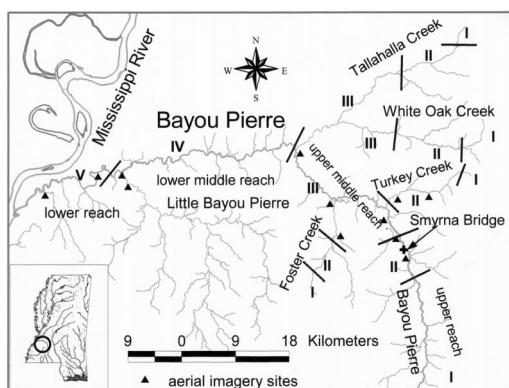 N
W E
S
Mississippi River
Tallahalla Creek
I
II
III
White Oak Creek
Bayou Pierre
IV
III
I
II
upper middle reach
Turkey Creek
I
V
lower middle reach
III
II
lower reach
Little Bayou Pierre
Smyrna Bridge
Foster Creek
II
II
I
Bayou Pierre
upper reach
I
9 0 9 18 Kilometers
aerial imagery sites